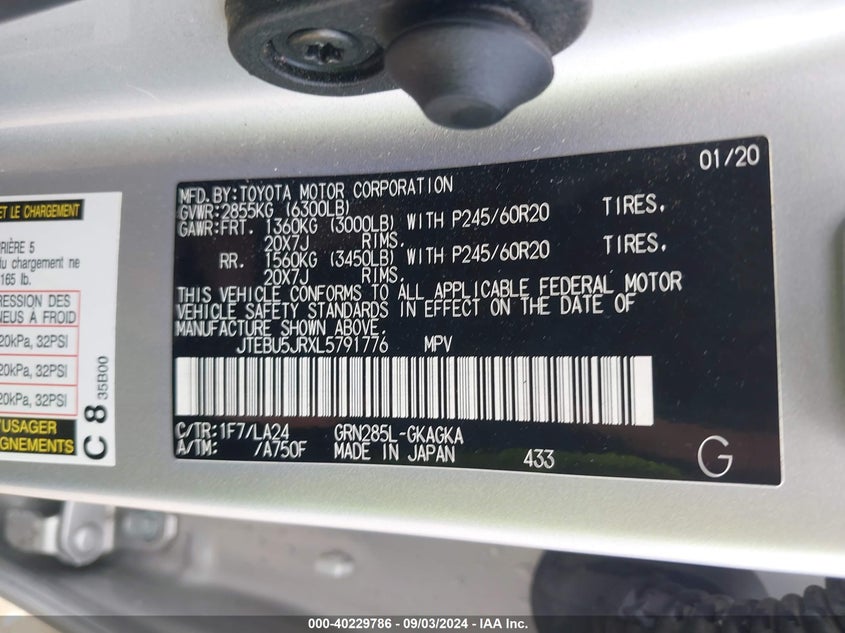 ET LE CHARGEMENT
RIÈRE 5
du chargement ne
165 lb.
RESSION DES
NEUS À FROID
20kPa, 32PSI
20kPa, 32PSI
20kPa, 32PSI
USAGER
GNEMENTS
C 8
35B00
01/20
MFD.BY:TOYOTA MOTOR CORPORATION
GVWR:2855KG (6300LB)
GAWR:FRT. 1360KG (3000LB) WITH P245/60R20 TIRES,
20X7J RIMS,
RR. 1560KG (3450LB) WITH P245/60R20 TIRES,
20X7J RIMS,
THIS VEHICLE CONFORMS TO ALL APPLICABLE FEDERAL MOTOR
VEHICLE SAFETY STANDARDS IN EFFECT ON THE DATE OF
MANUFACTURE SHOWN ABOVE.
JTEBU5JRXL5791776 MPV
C/TR:1F7/LA24 GRN285L-GKAGKA
A/TM: /A750F MADE IN JAPAN 433
G
000-40229786 - 09/03/2024 - IAA Inc.